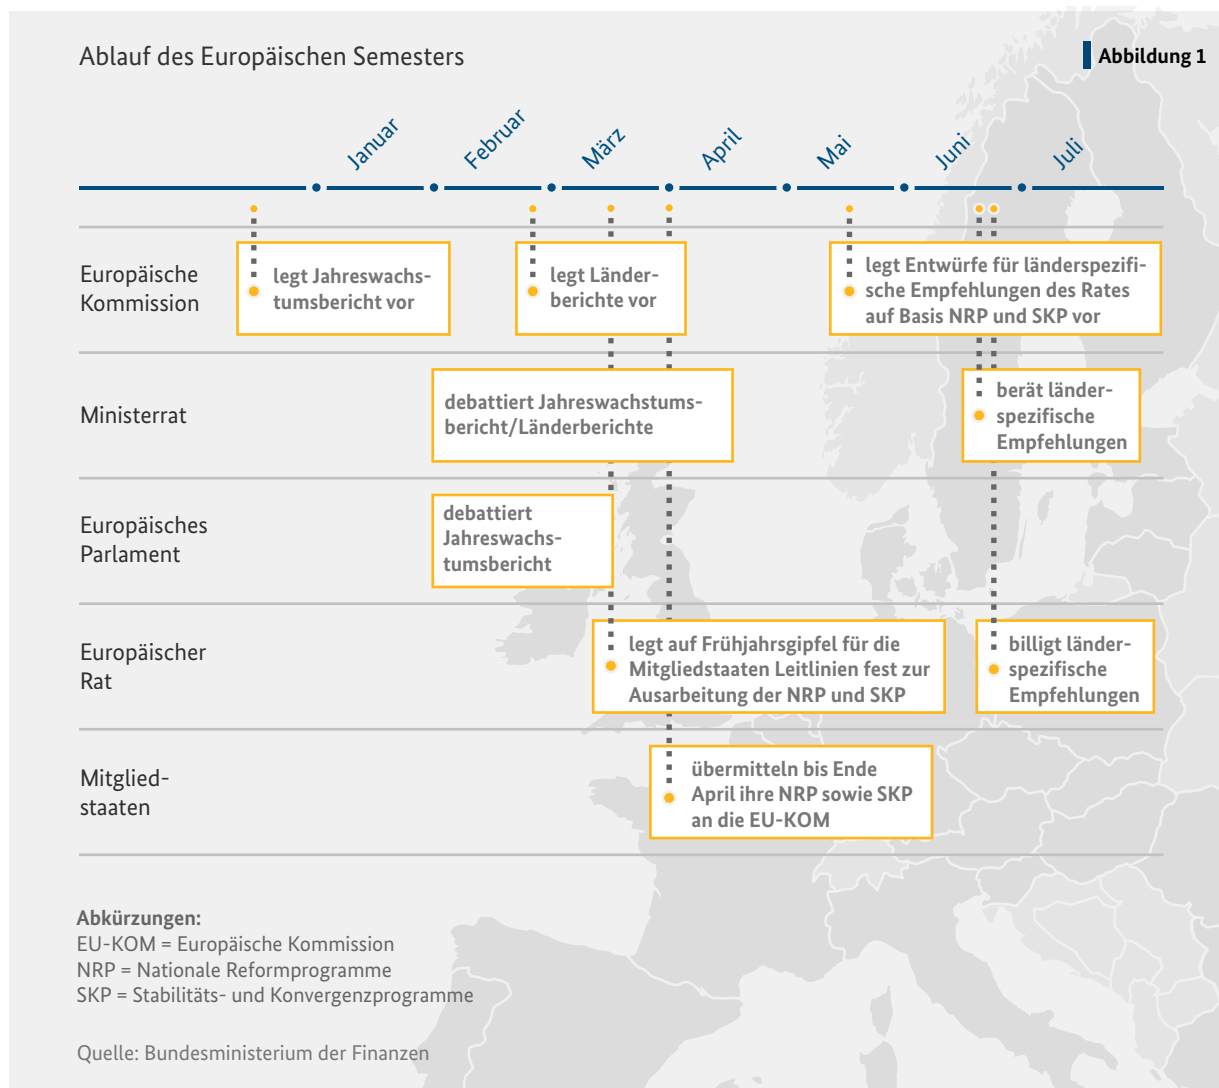 Ablauf des Europäischen Semesters
Abbildung 1
Januar
Februar
März
April
Mai
Juni
Juli
Europäische
Kommission
legt Jahreswachs-
tumsbericht vor
legt Länder-
berichte vor
legt Entwürfe für länderspezifi-
sche Empfehlungen des Rates
auf Basis NRP und SKP vor
Ministerrat
debattiert Jahreswachstums-
bericht/Länderberichte
berät länder-
spezifische
Empfehlungen
Europäisches
Parlament
debattiert
Jahreswachs-
tumsbericht
Europäischer
Rat
legt auf Frühjahrsgipfel für die
Mitgliedstaaten Leitlinien fest zur
Ausarbeitung der NRP und SKP
billigt länder-
spezifische
Empfehlungen
Mitglied-
staaten
übermitteln bis Ende
April ihre NRP sowie SKP
an die EU-KOM
Abkürzungen:
EU-KOM = Europäische Kommission
NRP = Nationale Reformprogramme
SKP = Stabilitäts- und Konvergenzprogramme
Quelle: Bundesministerium der Finanzen